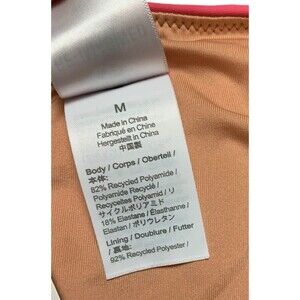 M
Made in China
Fabriqué en Chine
Hergestellt in China
中国製
Body / Corps / Oberteil /
本体:
82% Recycled Polyamide /
Polyamide Recyclé /
Recyceltes Polyamid / リ
サイクルポリアミド
18% Elastane / Élasthanne /
Elastan / ポリウレタン
Lining / Doublure / Futter
/ 裏地:
92% Recycled Polyester /